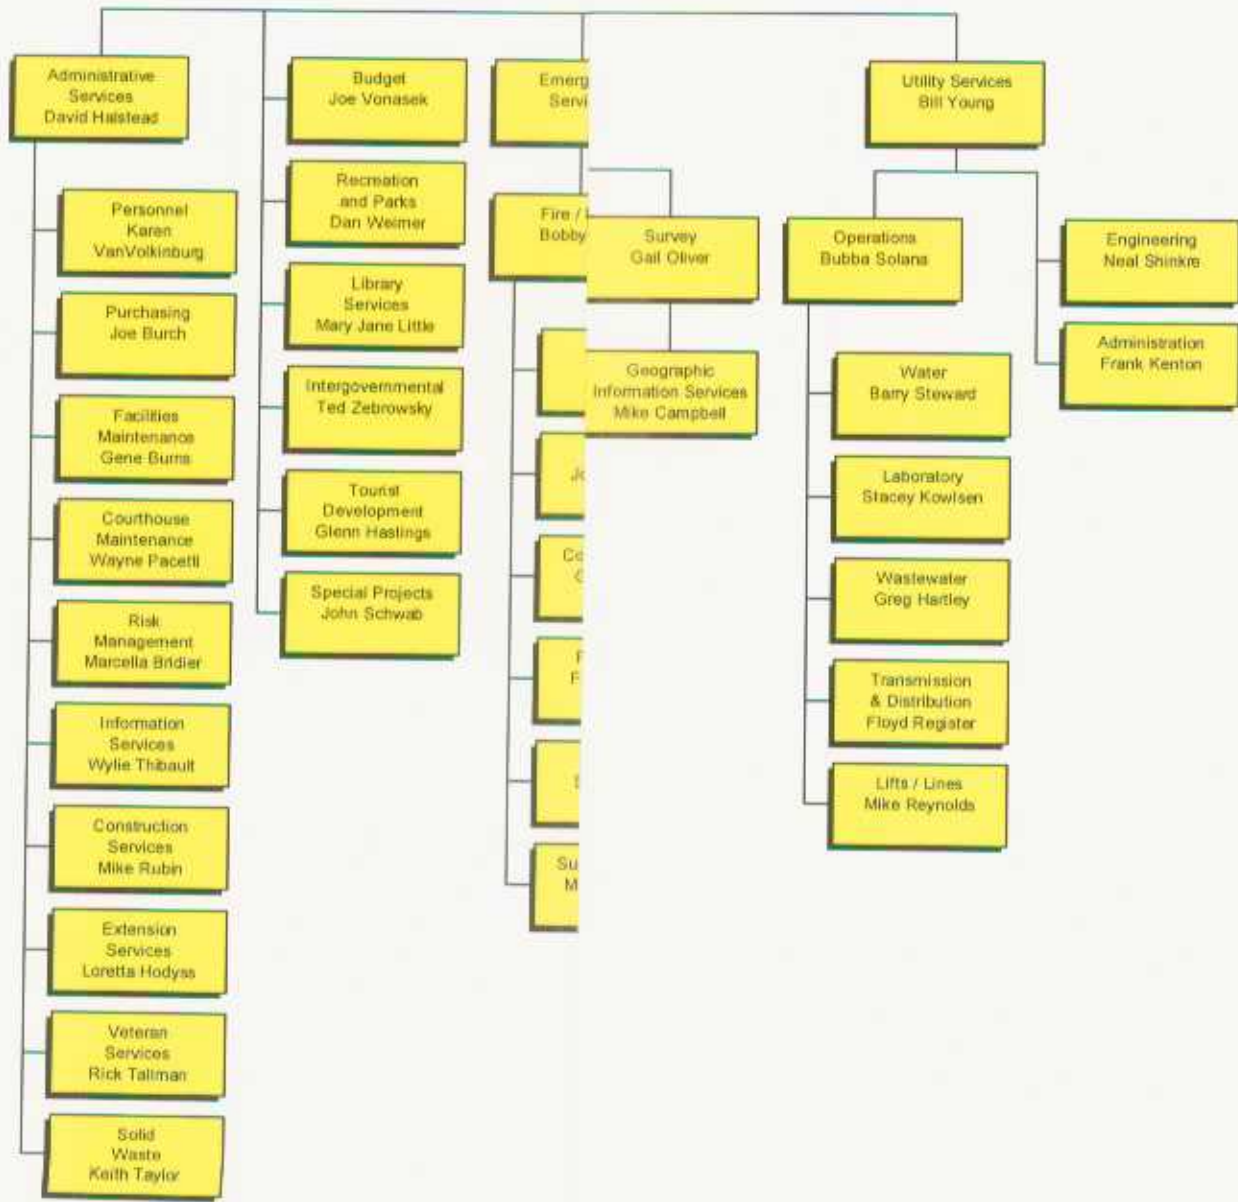 Administrative
Services
David Halstead
Personnel
Karen
VanVolkinburg
Purchasing
Joe Burch
Facilities
Maintenance
Gene Burns
Courthouse
Maintenance
Wayne Pacetti
Risk
Management
Marcella Bridier
Information
Services
Wylie Thibault
Construction
Services
Mike Rubin
Extension
Services
Loretta Hodyss
Veteran
Services
Rick Tallman
Solid
Waste
Keith Taylor
Budget
Joe Vonasek
Recreation
and Parks
Dan Weimer
Library
Services
Mary Jane Little
Intergovernmental
Ted Zebrowsky
Tourist
Development
Glenn Hastings
Special Projects
John Schwab
Emerg
Servi
Fire /
Bobby
Survey
Gail Oliver
Geographic
Information Services
Mike Campbell
Utility Services
Bill Young
Operations
Bubba Solana
Water
Barry Steward
Laboratory
Stacey Kowlsen
Wastewater
Greg Hartley
Transmission
& Distribution
Floyd Register
Lifts / Lines
Mike Reynolds
Engineering
Neal Shinkre
Administration
Frank Kenton